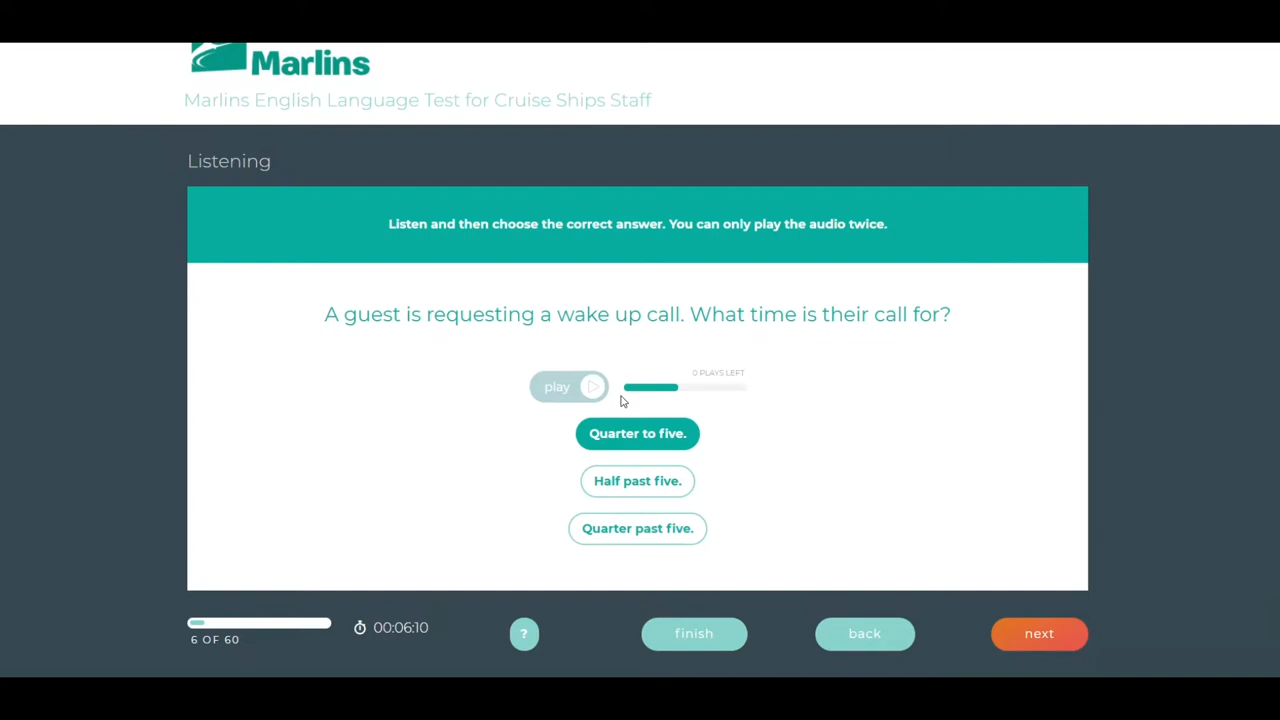 Marlins
Marlins English Language Test for Cruise Ships Staff
Listening
Listen and then choose the correct answer. You can only play the audio twice.
A guest is requesting a wake up call. What time is their call for?
0 PLAYS LEFT
play
Quarter to five.
Half past five.
Quarter past five.
6 OF 60
00:06:10
?
finish
back
next